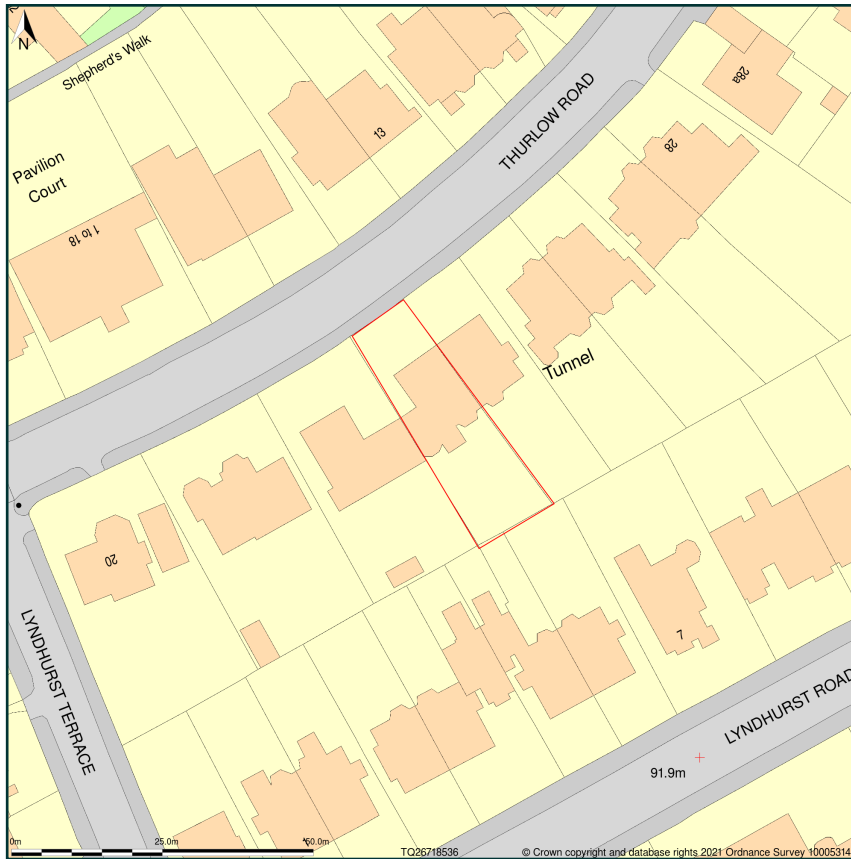 N
Shepherd's Walk
Pavilion
Court
1 to 18
13
THURLOW ROAD
28a
28
Tunnel
20
LYNDHURST TERRACE
7
LYNDHURST ROAD
91.9m
0m
25.0m
50.0m
TQ26718536
© Crown copyright and database rights 2021 Ordnance Survey 10005314